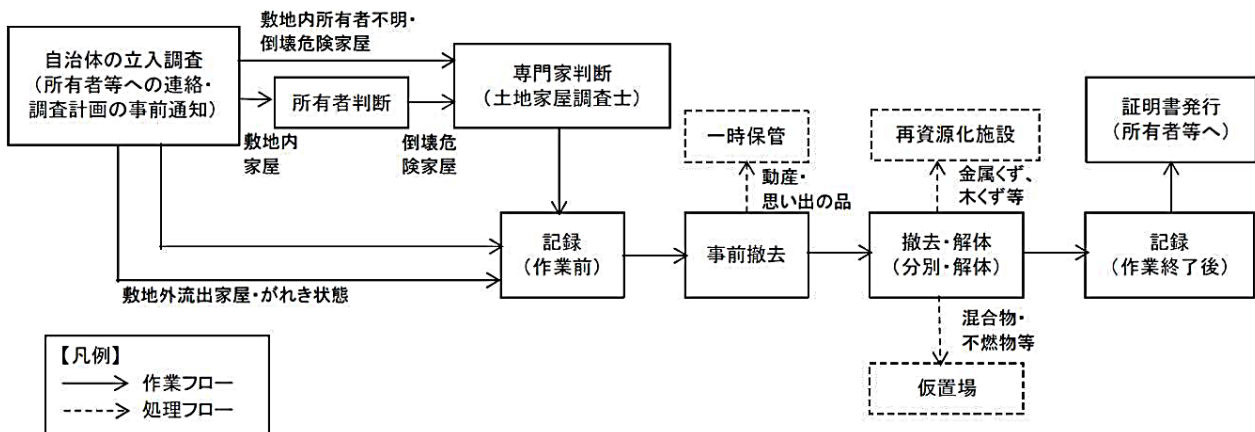 自治体の立入調査
（所有者等への連絡・
調査計画の事前通知）
敷地内所有者不明・
倒壊危険家屋
所有者判断
敷地内
家屋
倒壊危
険家屋
専門家判断
（土地家屋調査士）
敷地外流出家屋・がれき状態
記録
（作業前）
一時保管
動産・
思い出の品
事前撤去
再資源化施設
金属くず、
木くず等
撤去・解体
（分別・解体）
混合物・
不燃物等
仮置場
証明書発行
（所有者等へ）
記録
（作業終了後）
【凡例】
作業フロー
処理フロー